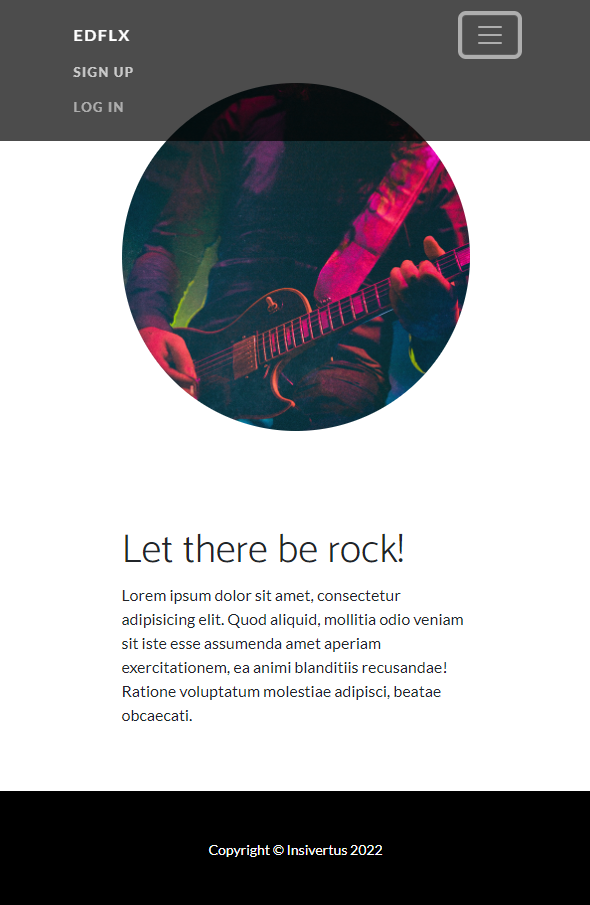 EDFLX
SIGN UP
LOG IN
Let there be rock!
Lorem ipsum dolor sit amet, consectetur
adipisicing elit. Quod aliquid, mollitia odio veniam
sit iste esse assumenda amet aperiam
exercitationem, ea animi blanditiis recusandae!
Ratione voluptatum molestiae adipisci, beatae
obcaecati.
Copyright © Insivertus 2022